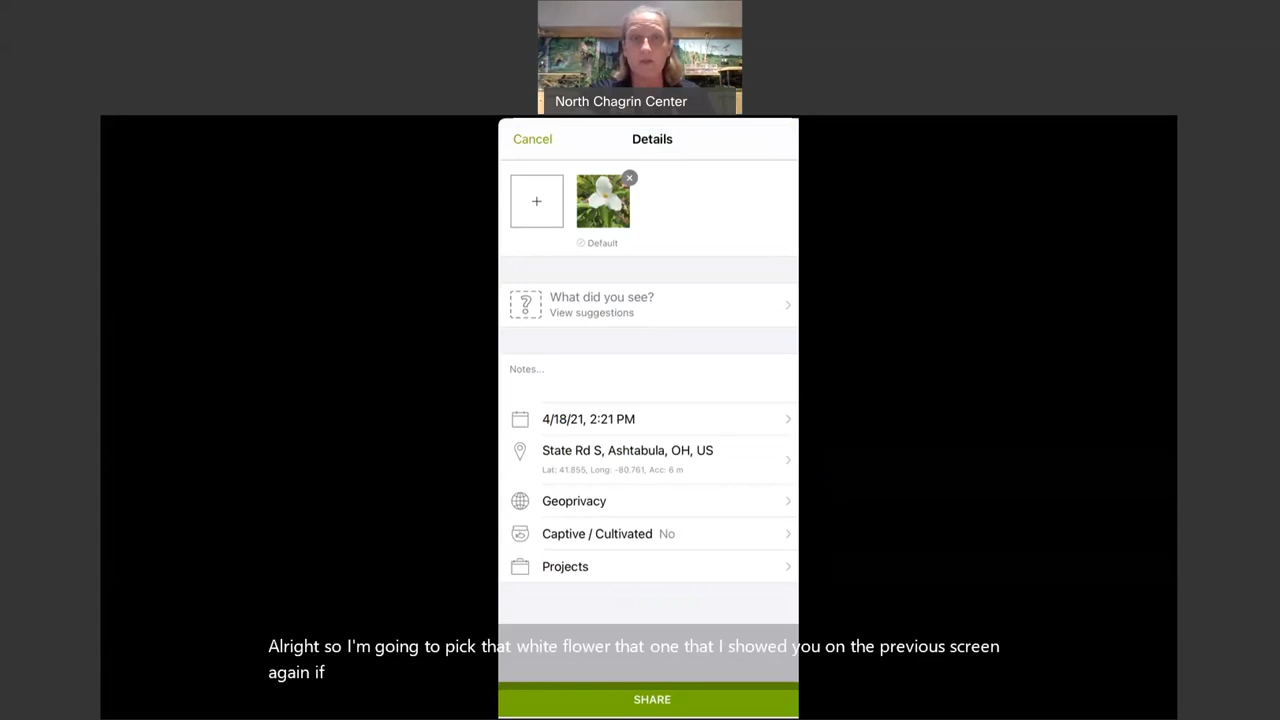 North Chagrin Center
Cancel
Details
Default
What did you see?
View suggestions
Notes...
4/18/21, 2:21 PM
State Rd S, Ashtabula, OH, US
Lat: 41.855, Long: -80.761, Acc: 6 m
Geoprivacy
Captive / Cultivated No
Projects
Alright so I'm going to pick that white flower that one that I showed you on the previous screen
again if
SHARE